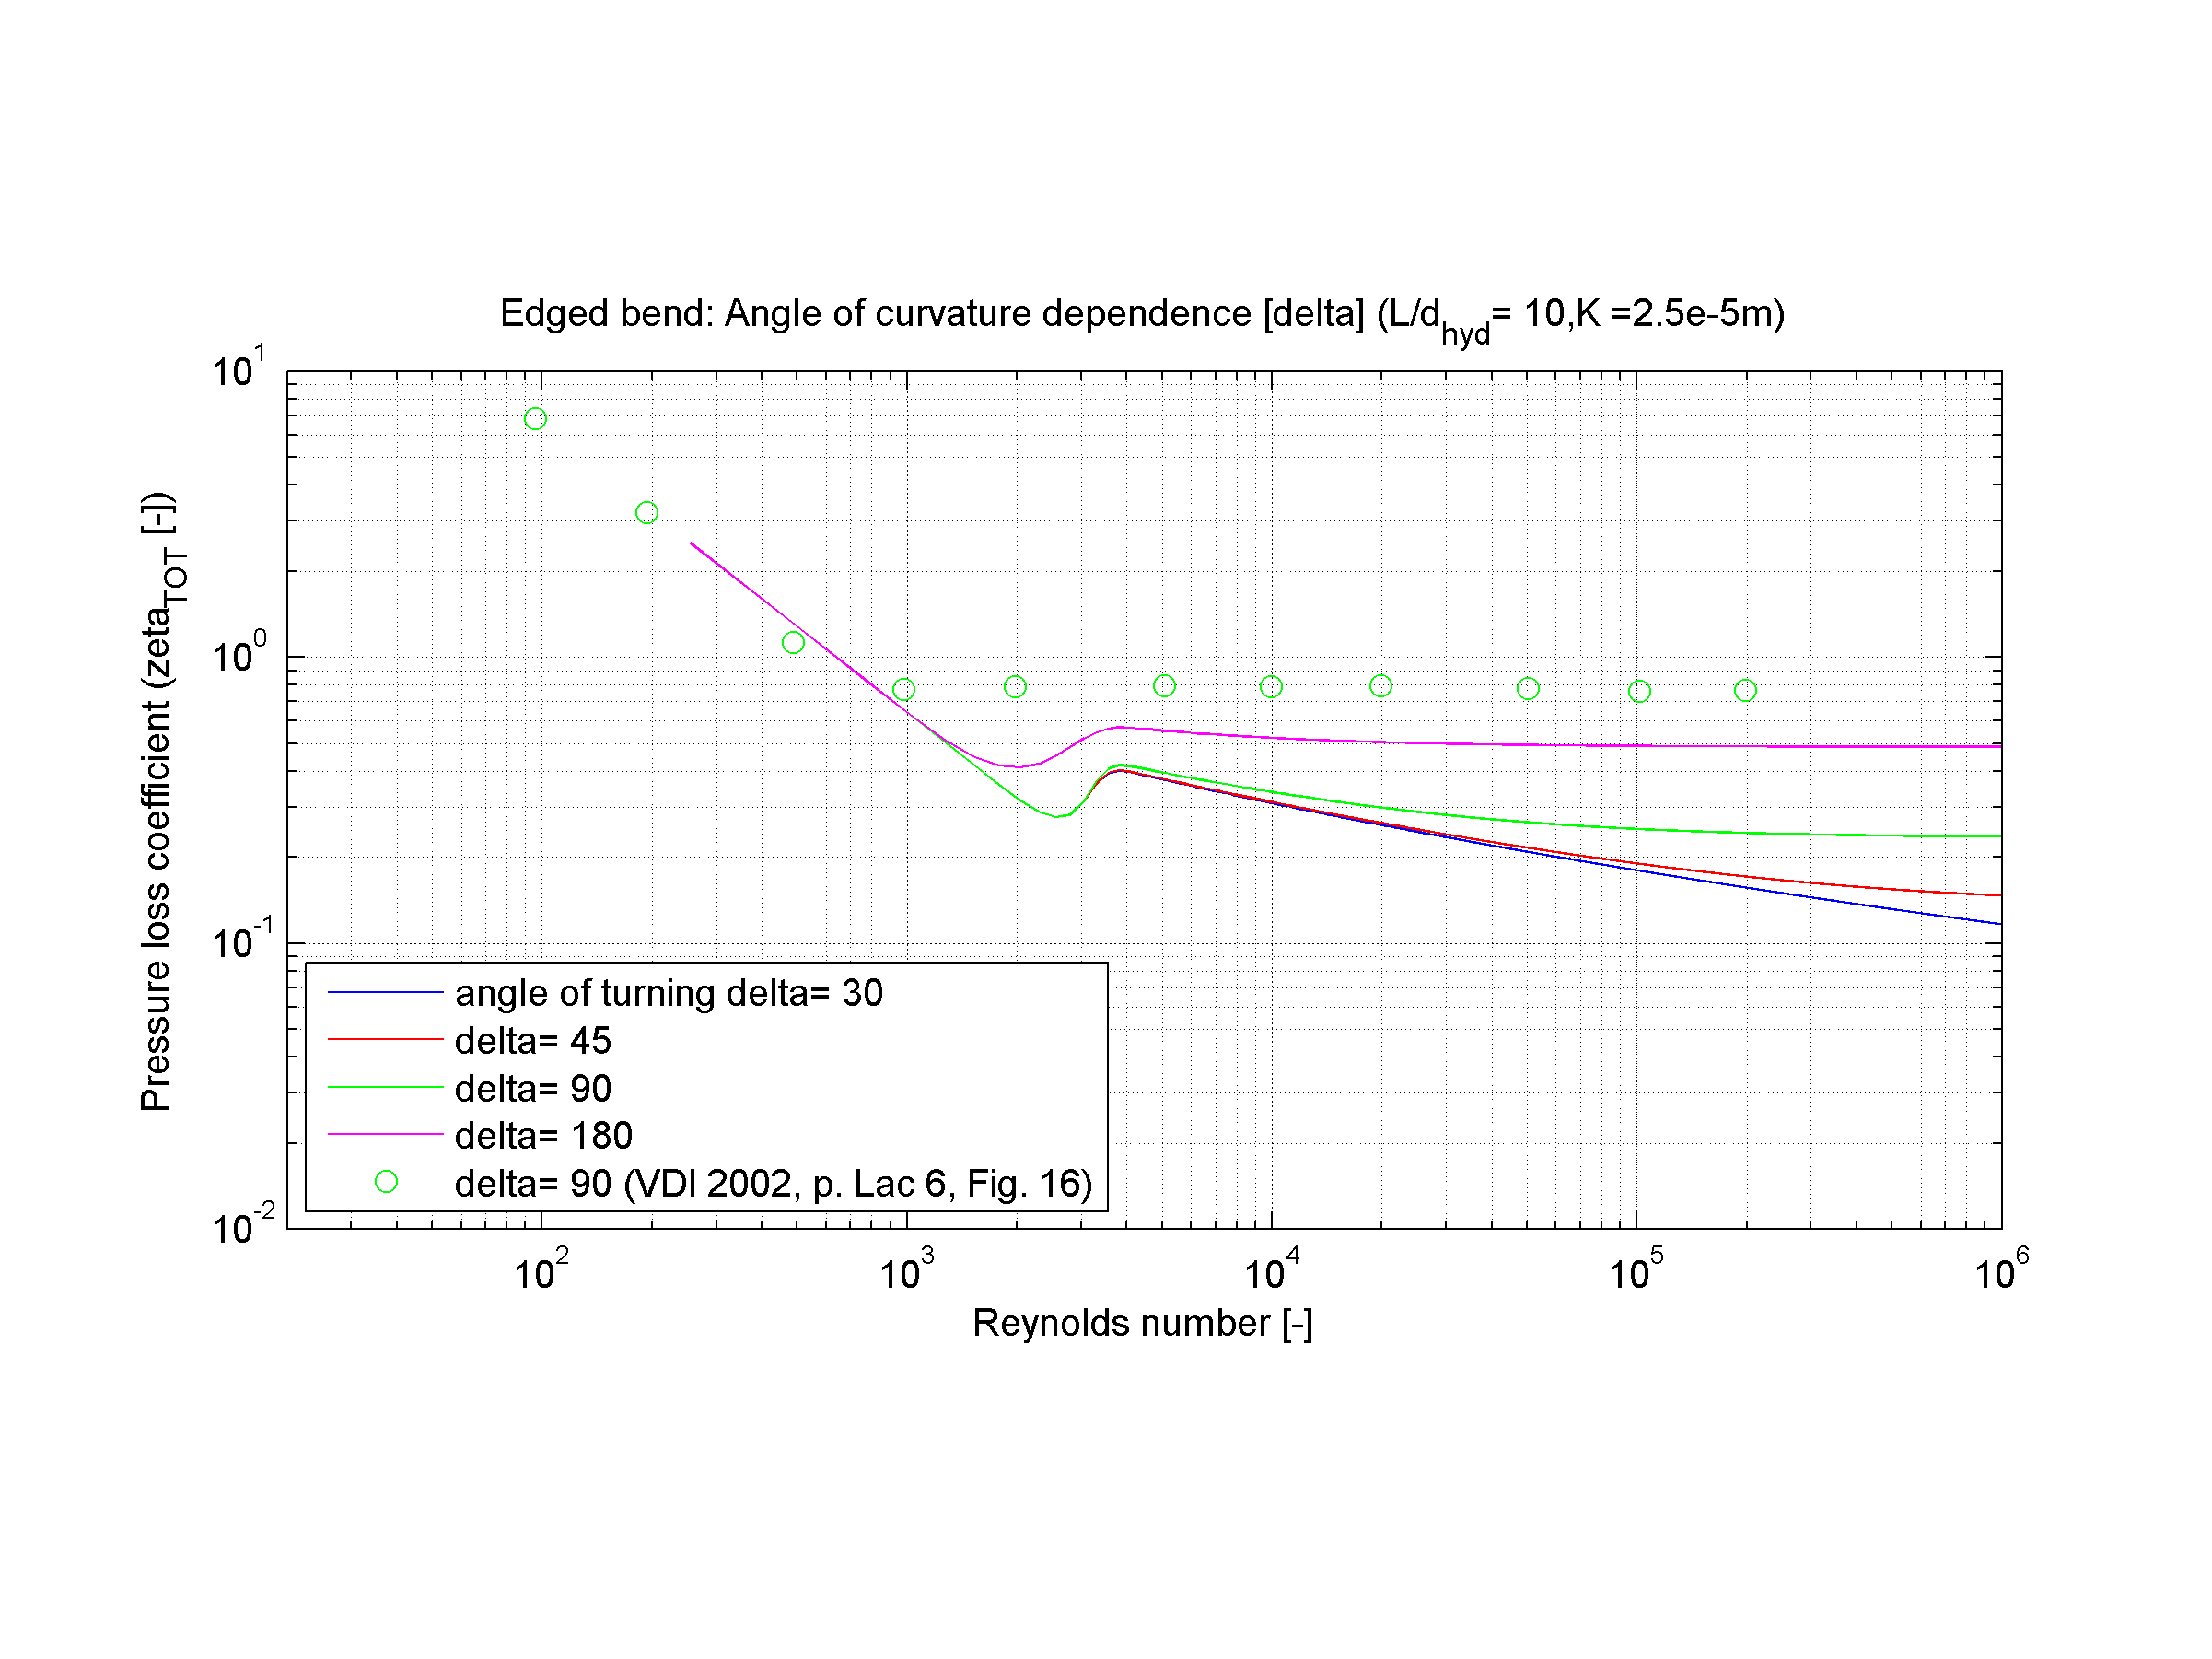 Edged bend: Angle of curvature dependence [delta] (L/d_hyd= 10,K =2.5e-5m)
Pressure loss coefficient (zeta_TOT [-])
10^1
10^0
10^-1
10^-2
angle of turning delta= 30
delta= 45
delta= 90
delta= 180
delta= 90 (VDI 2002, p. Lac 6, Fig. 16)
10^2 10^3 10^4 10^5 10^6
Reynolds number [-]